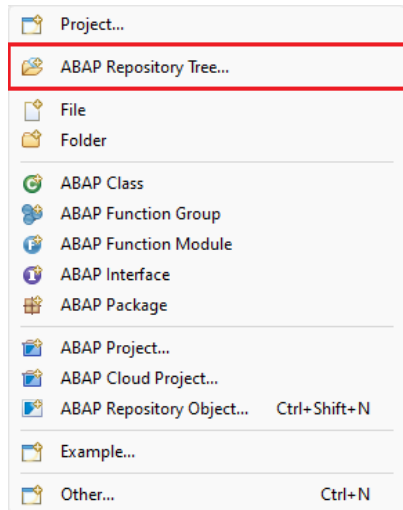 Project...
ABAP Repository Tree...
File
Folder
ABAP Class
ABAP Function Group
ABAP Function Module
ABAP Interface
ABAP Package
ABAP Project...
ABAP Cloud Project...
ABAP Repository Object... Ctrl+Shift+N
Example...
Other... Ctrl+N